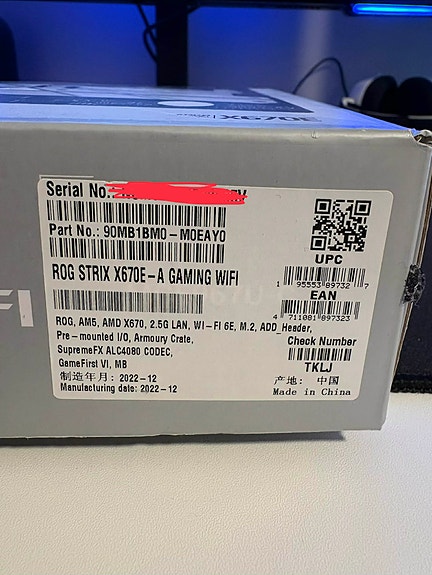 X670E
Serial No.:
Part No.: 90MB1BM0-M0EAY0
ROG STRIX X670E-A GAMING WIFI
ROG, AM5, AMD X670, 2.5G LAN, WI-FI 6E, M.2, ADD_Header,
Pre-mounted I/O, Armoury Crate,
SupremeFX ALC4080 CODEC,
GameFirst VI, MB
制造年月: 2022-12
Manufacturing date: 2022-12
UPC
1 95553 89732 7
EAN
4 711081 897323
Check Number
TKLJ
产地: 中国
Made in China
FI